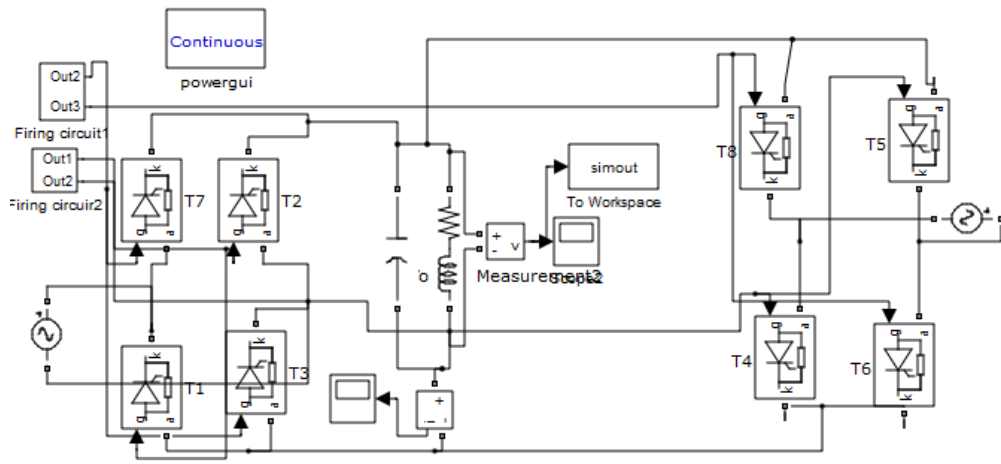 Continuous
powergui
Out2
Out3
Firing circuit1
Out1
Out2
Firing circuir2
k
g
a
T7
k
g
a
T2
k
g
a
T1
k
g
a
T3
+
-
v
Measurement2
simout
To Workspace
Scope2
+
-
i
g
a
k
T8
g
a
k
T5
g
a
k
T4
g
a
k
T6